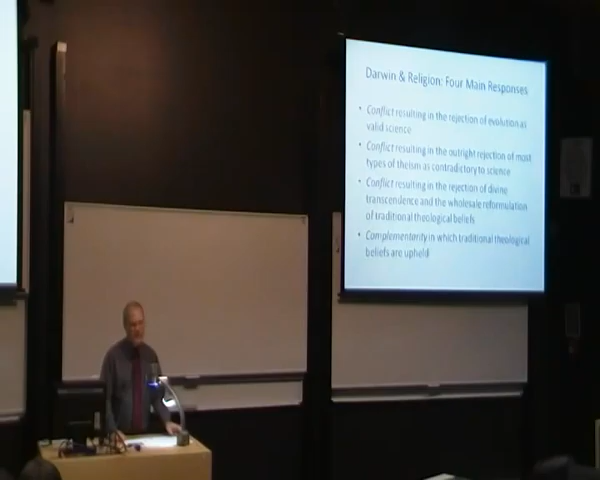 Darwin & Religion: Four Main Responses
• Conflict resulting in the rejection of evolution as
valid science
• Conflict resulting in the outright rejection of most
types of theism as contradictory to science
• Conflict resulting in the rejection of divine
transcendence and the wholesale reformulation
of traditional theological beliefs
• Complementarity in which traditional theological
beliefs are upheld